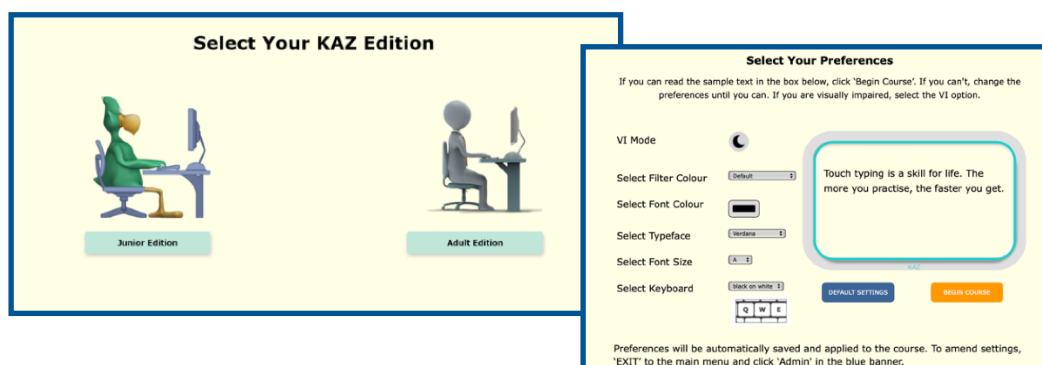 Select Your KAZ Edition
Junior Edition
Adult Edition
Select Your Preferences
If you can read the sample text in the box below, click 'Begin Course'. If you can't, change the
preferences until you can. If you are visually impaired, select the VI option.
VI Mode
Select Filter Colour
Default
Select Font Colour
Select Typeface
Verdana
Select Font Size
A
Select Keyboard
black on white
Q W E
Touch typing is a skill for life. The
more you practise, the faster you get.
KAZ
DEFAULT SETTINGS
BEGIN COURSE
Preferences will be automatically saved and applied to the course. To amend settings,
'EXIT' to the main menu and click 'Admin' in the blue banner.